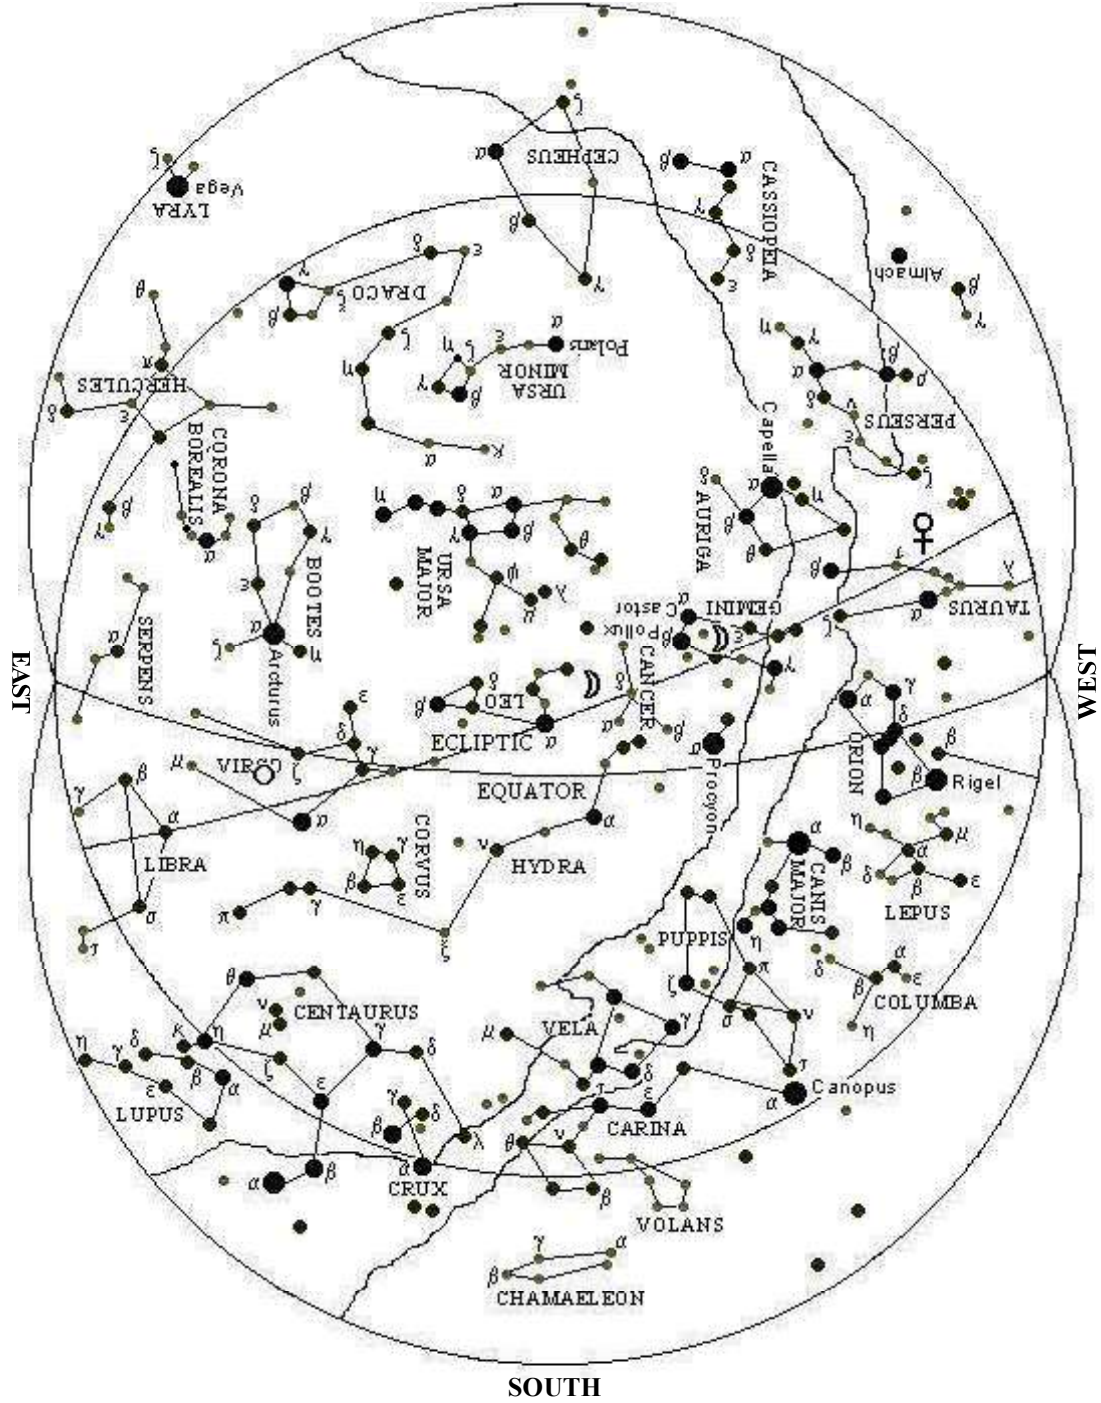 ζ
α
CEPHEUS
β
γ
β
α
CASSIOPEIA
γ
δ
ε
ζ
Vega
LYRA
Almach
β
γ
θ
π
HERCULES
δ
ε
β
γ
γ
β
ζ
DRACO
δ
ε
ζ
η
α
κ
α
Polaris
ε
ζ
η
URSA
MINOR
γ
β
η
γ
α
β
ρ
δ
ν
PERSEUS
ε
ζ
CORONA
BOREALIS
α
δ
β
γ
BOOTES
ε
α
Arcturus
ζ
η
η
δ
α
γ
β
URSA
MAJOR
θ
ψ
μ
λ
Capella
α
η
δ
AURIGA
β
θ
β
τ
α
λ
TAURUS
ζ
SERPENS
α
α
Castor
GEMINI
β
Pollux
ε
γ
EAST
WEST
ε
δ
γ
β
δ
LEO
α
δ
CANCER
α
β
α
Procyon
α
γ
δ
ORION
β
β
Rigel
ECLIPTIC
EQUATOR
μ
VIRGO
ζ
α
β
γ
α
LIBRA
σ
τ
CORVUS
η
γ
β
ε
ν
HYDRA
α
π
γ
ξ
α
CANIS
MAJOR
β
η
η
μ
α
δ
β
ε
LEPUS
PUPPIS
ζ
π
σ
ν
τ
δ
α
β
ε
COLUMBA
η
θ
ν
μ
CENTAURUS
η
κ
γ
δ
ζ
ε
λ
β
α
μ
VELA
γ
δ
η
γ
δ
β
α
ε
LUPUS
α
Canopus
τ
ε
CARINA
ν
θ
β
γ
δ
β
α
CRUX
VOLANS
γ
α
β
CHAMAELEON
SOUTH